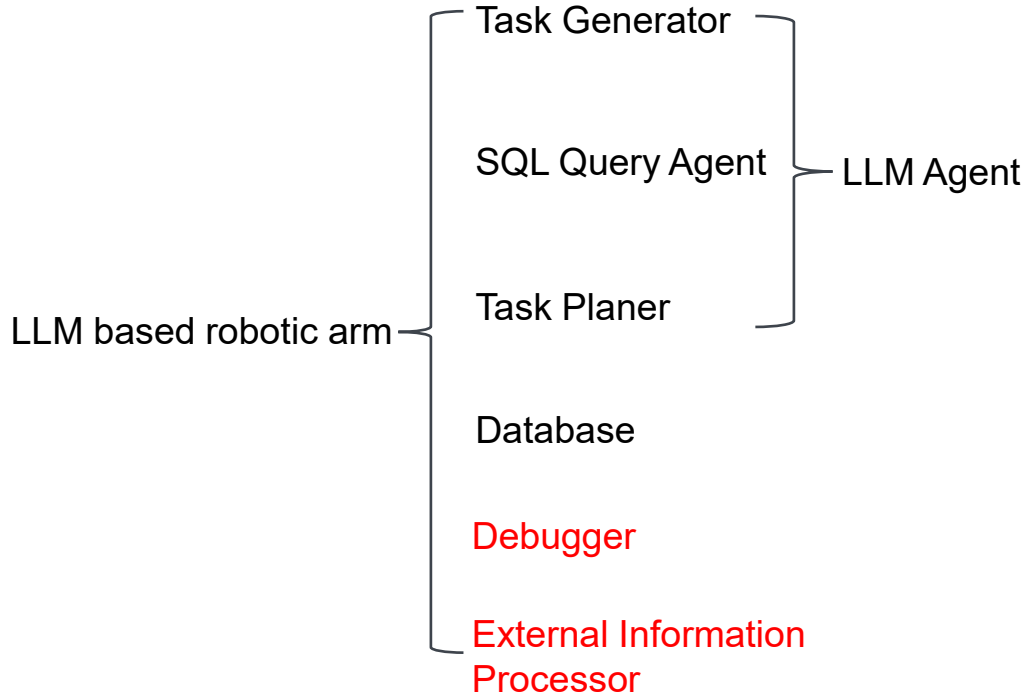 Task Generator
SQL Query Agent
LLM Agent
Task Planer
LLM based robotic arm
Database
Debugger
External Information
Processor